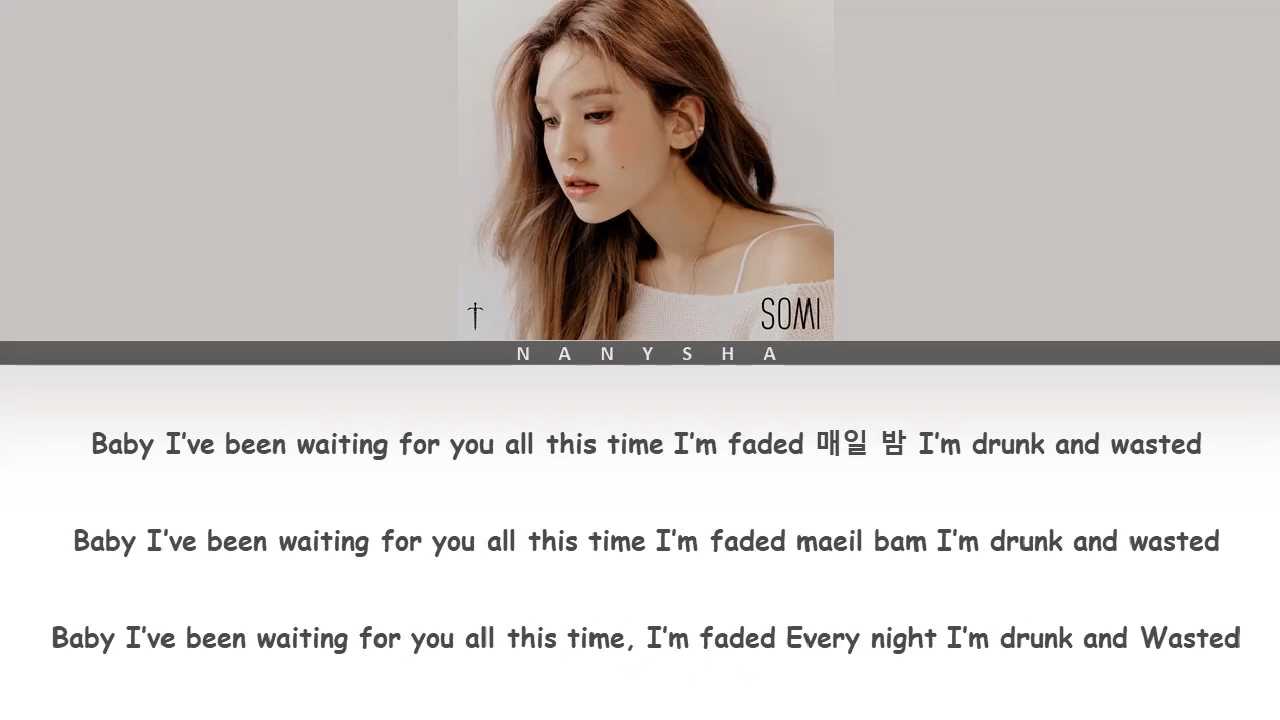 SOMI
NANYSHA
Baby I've been waiting for you all this time I'm faded 매일 밤 I'm drunk and wasted
Baby I've been waiting for you all this time I'm faded maeil bam I'm drunk and wasted
Baby I've been waiting for you all this time, I'm faded Every night I'm drunk and Wasted